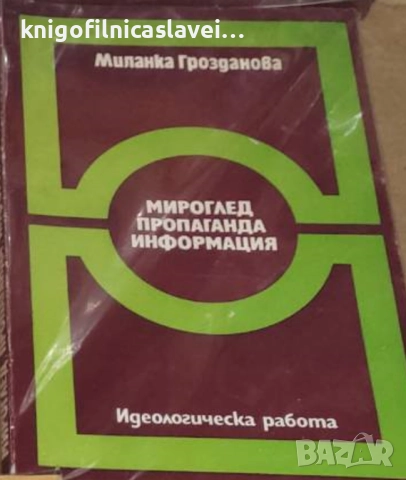 knigofilnicaslavei...
Миланка Грозданова
МИРОГЛЕД
ПРОПАГАНДА
ИНФОРМАЦИЯ
Идеологическа работа
BAZAR